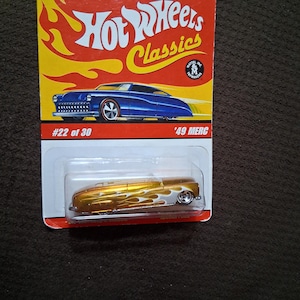 Hot Wheels
Classics
#22 of 30
'49 MERC